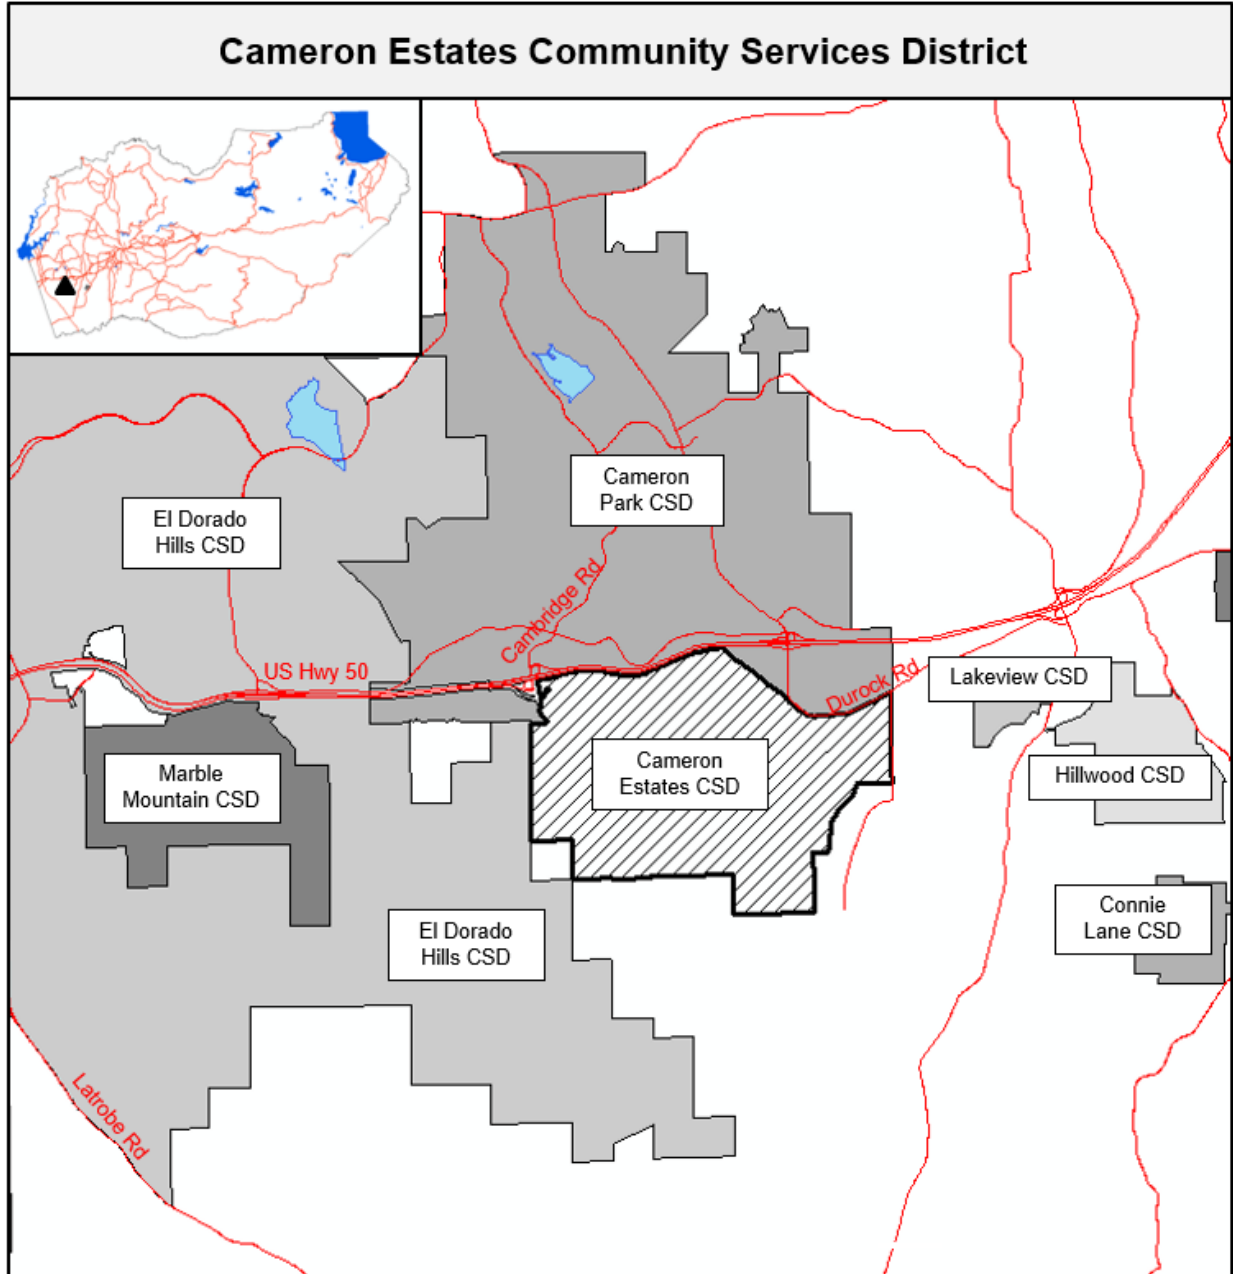 Cameron Estates Community Services District
Cameron
Park CSD
El Dorado
Hills CSD
Cambridge Rd
US Hwy 50
Durock Rd
Lakeview CSD
Cameron
Estates CSD
Marble
Mountain CSD
Hillwood CSD
Connie
Lane CSD
El Dorado
Hills CSD
Latrobe Rd